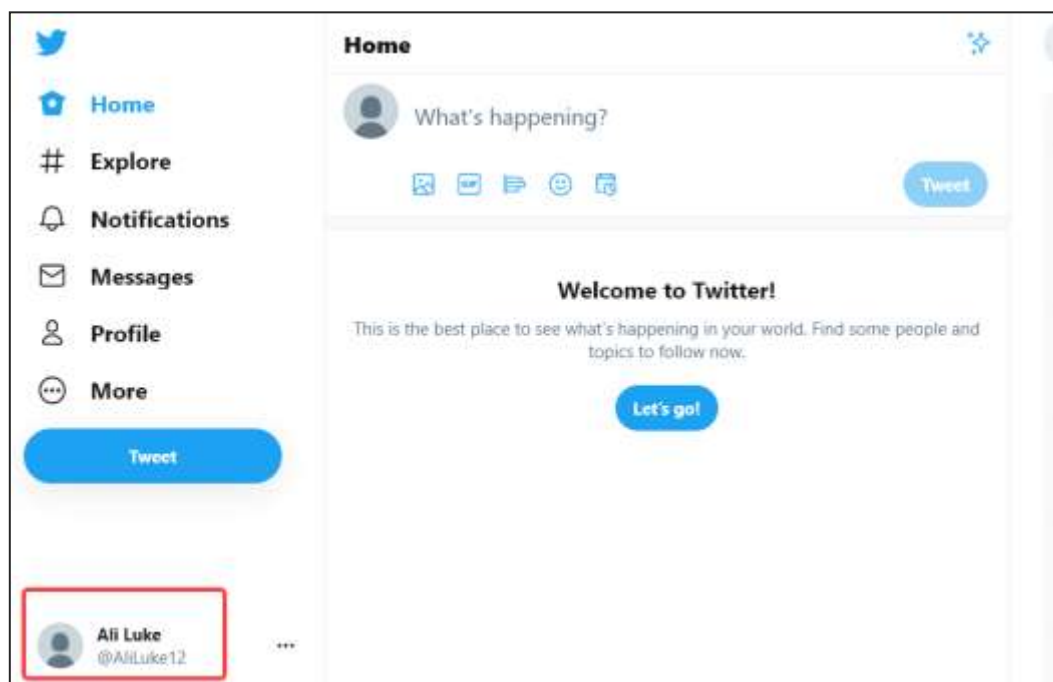 Home
Explore
Notifications
Messages
Profile
More
Tweet
Ali Luke
@AliLuke12
Home
What's happening?
GIF
Tweet
Welcome to Twitter!
This is the best place to see what's happening in your world. Find some people and
topics to follow now.
Let's go!